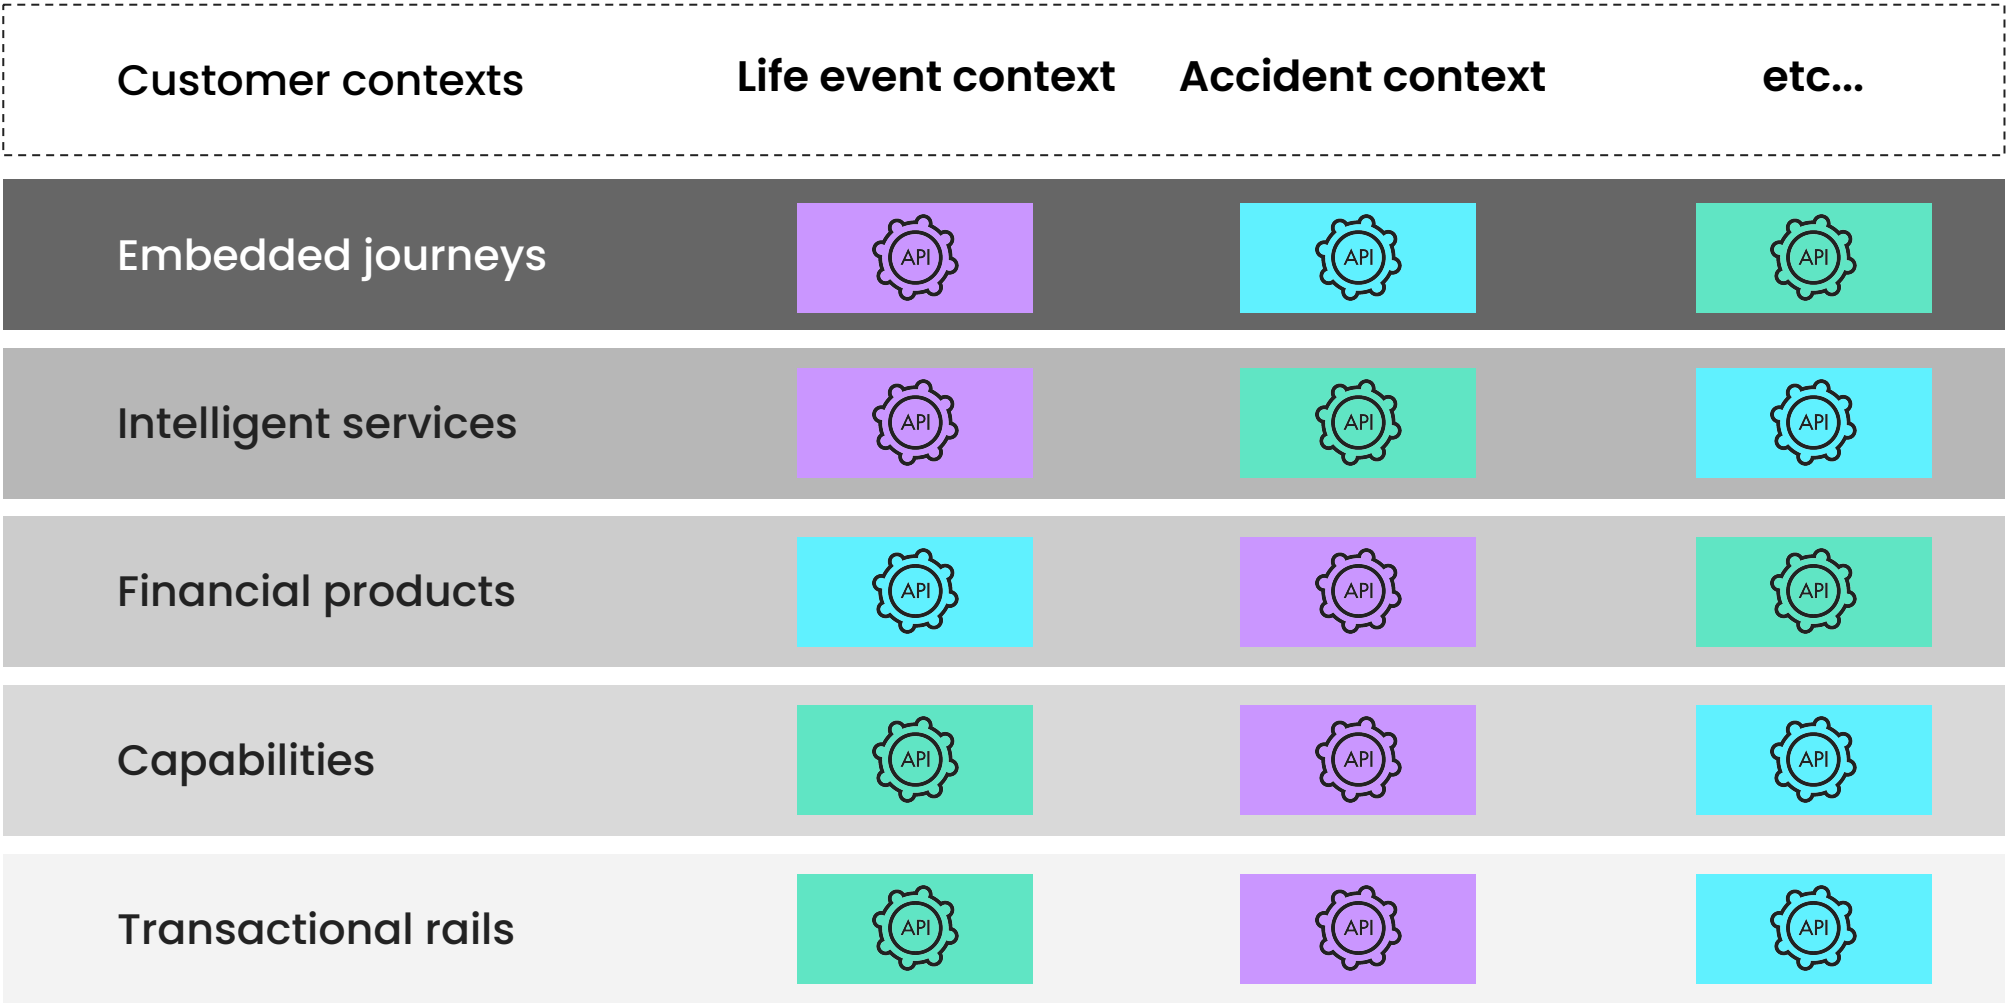 Customer contexts Life event context Accident context etc...
Embedded journeys API API API
Intelligent services API API API
Financial products API API API
Capabilities API API API
Transactional rails API API API